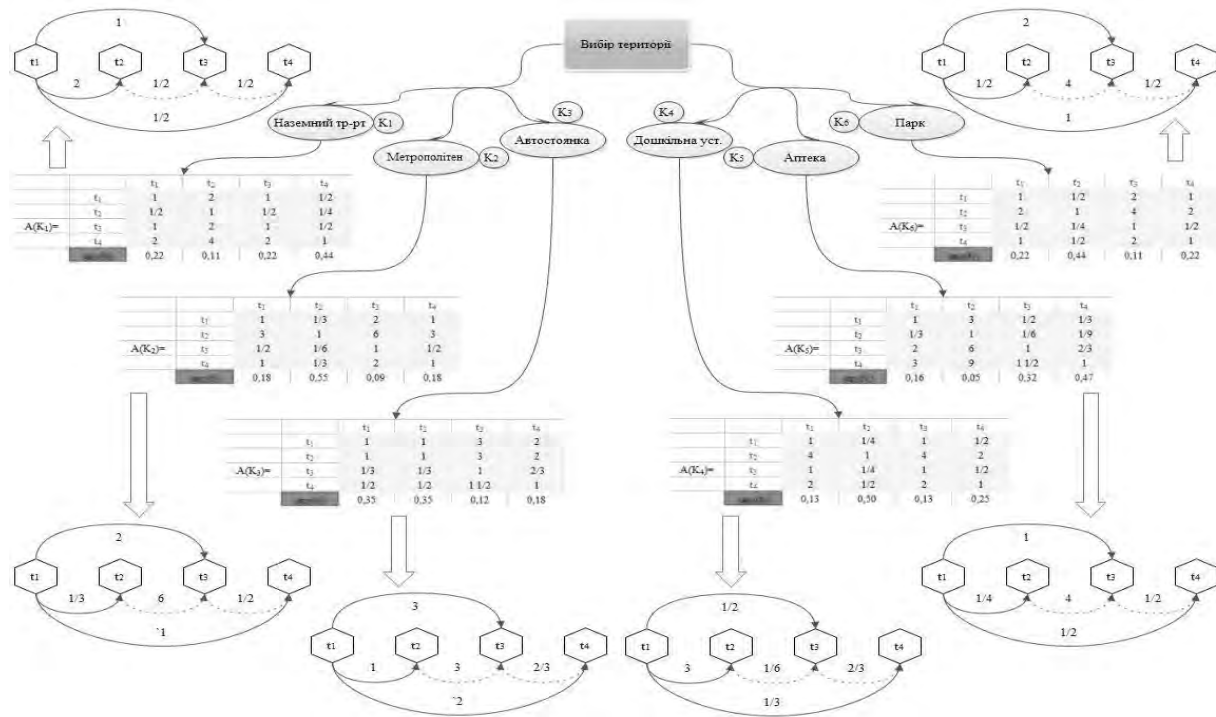 Вибір території
K1
Наземний тр-рт
K2
Метрополітен
K3
Автостоянка
K4
Дошкільна уст.
K5
Аптека
K6
Парк
1
t1 t2 t3 t4
2 1/2 1/2
1/2
2
t1 t2 t3 t4
1/2 4 1/2
1
t1 t2 t3 t4
t1 1 2 1 1/2
t2 1/2 1 1/2 1/4
A(K1)= t3 1 2 1 1/2
t4 2 4 2 1
0,22 0,11 0,22 0,44
t1 t2 t3 t4
t1 1 1/2 2 1
t2 2 1 4 2
A(K6)= t3 1/2 1/4 1 1/2
t4 1 1/2 2 1
0,22 0,44 0,11 0,22
t1 t2 t3 t4
t1 1 1/3 2 1
t2 3 1 6 3
A(K2)= t3 1/2 1/6 1 1/2
t4 1 1/3 2 1
0,18 0,55 0,09 0,18
t1 t2 t3 t4
t1 1 3 1/2 1/3
t2 1/3 1 1/6 1/9
A(K5)= t3 2 6 1 2/3
t4 3 9 1 1/2 1
0,16 0,05 0,32 0,47
t1 t2 t3 t4
t1 1 1 3 2
t2 1 1 3 2
A(K3)= t3 1/3 1/3 1 2/3
t4 1/2 1/2 1 1/2 1
0,35 0,35 0,12 0,18
t1 t2 t3 t4
t1 1 1/4 1 1/2
t2 4 1 4 2
A(K4)= t3 1 1/4 1 1/2
t4 2 1/2 2 1
0,13 0,50 0,13 0,25
2
t1 t2 t3 t4
1/3 6 1/2
`1
3
t1 t2 t3 t4
1 3 2/3
`2
1/2
t1 t2 t3 t4
3 1/6 2/3
1/3
1
t1 t2 t3 t4
1/4 4 1/2
1/2